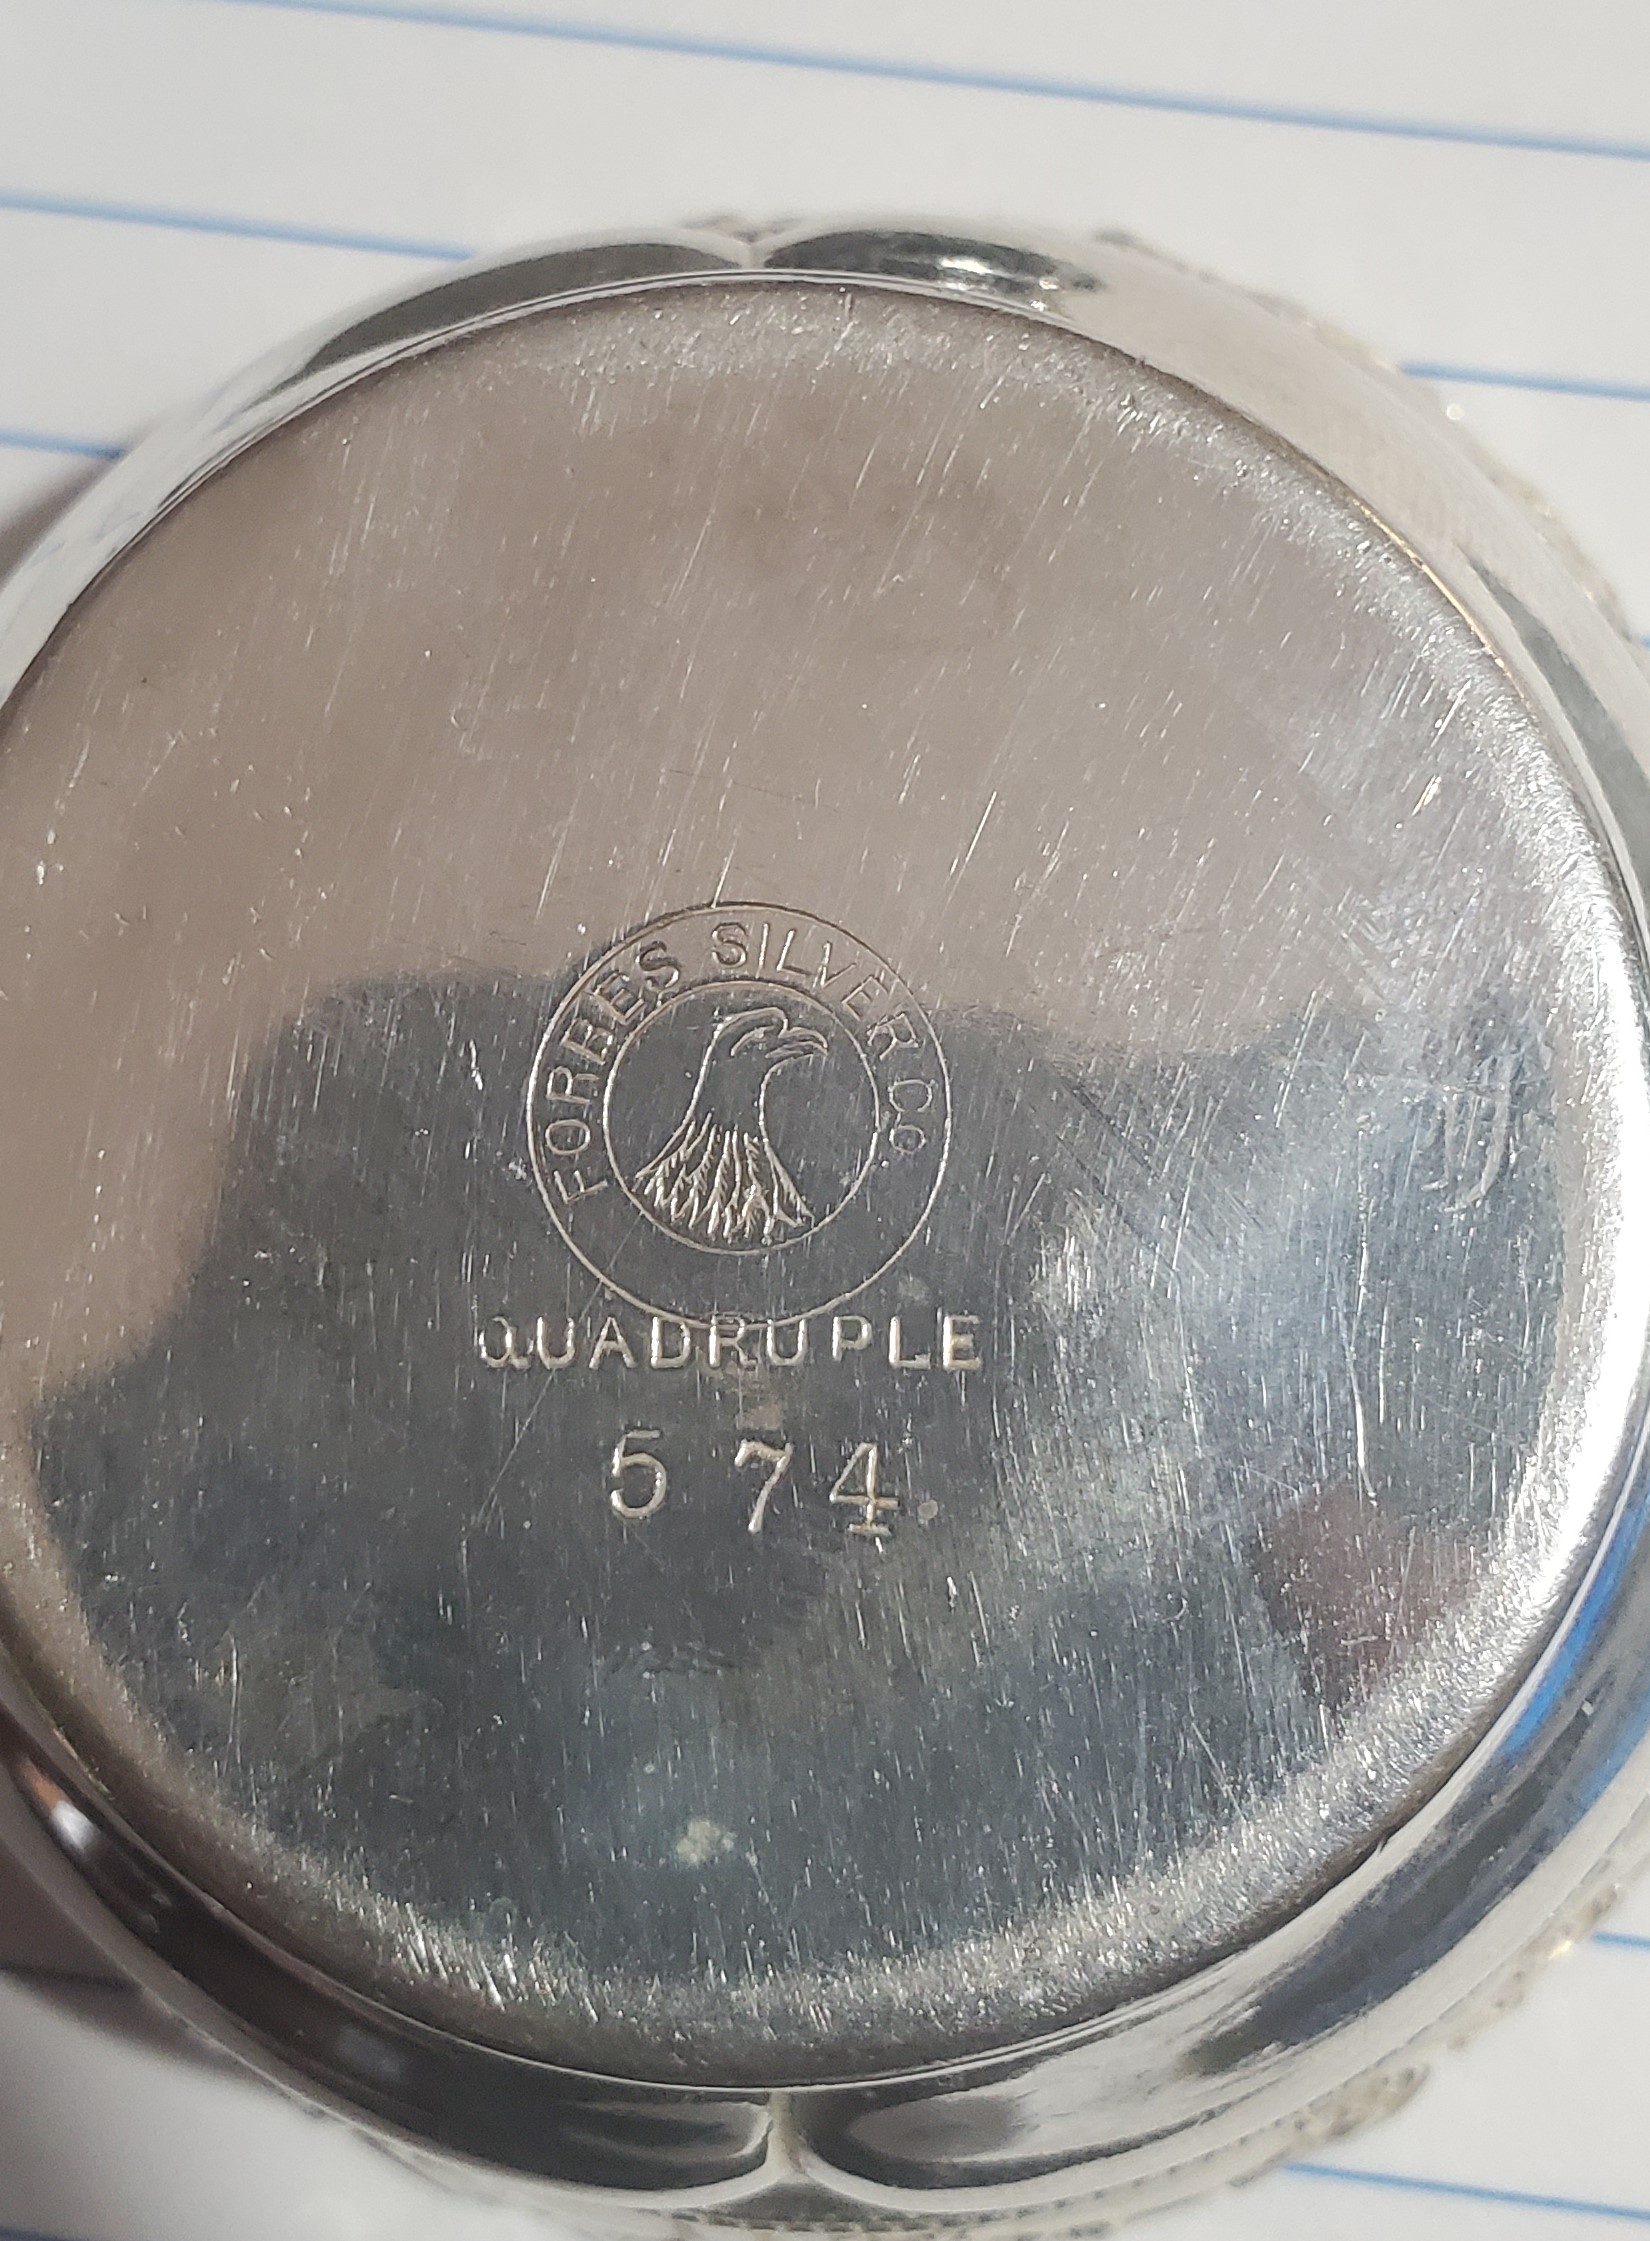 FORBES SILVER Co
QUADRUPLE
574.